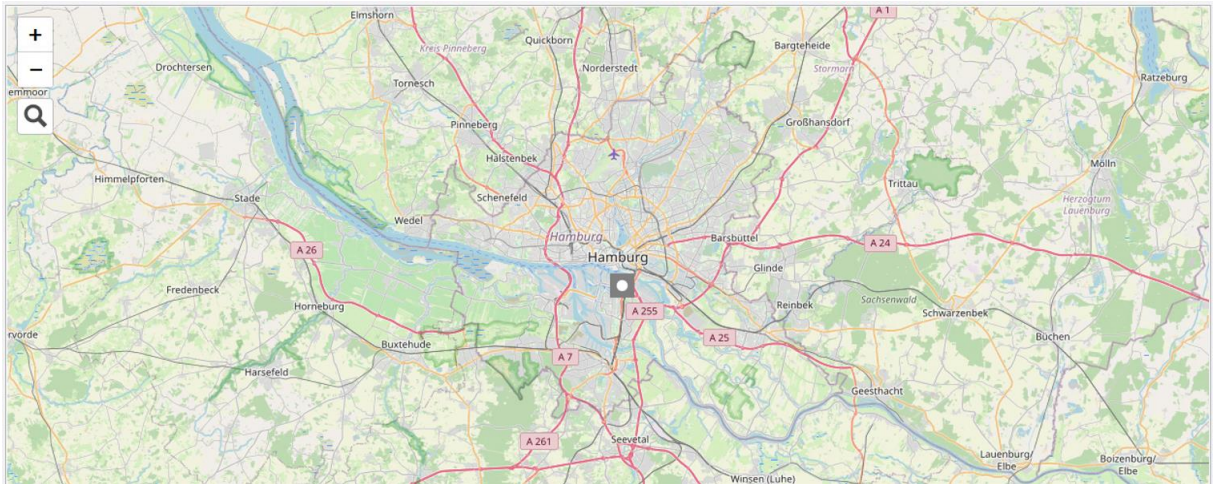 Elmshorn
A 1
+
Quickborn
Bargteheide
Kreis Pinneberg
Drochtersen
Norderstedt
Stormarn
−
Ratzeburg
Tornesch
emmoor
Pinneberg
Großhansdorf
Halstenbek
Mölln
Himmelpforten
Trittau
Stade
Schenefeld
Herzogtum
Lauenburg
Wedel
Hamburg
Barsbüttel
A 24
A 26
Hamburg
Glinde
Fredenbeck
Sachsenwald
Horneburg
Reinbek
A 255
Schwarzenbek
rvörde
A 25
Büchen
Buxtehude
A 7
Harsefeld
Geesthacht
A 261
Seevetal
Lauenburg/
Elbe
Boizenburg/
Elbe
Winsen (Luhe)